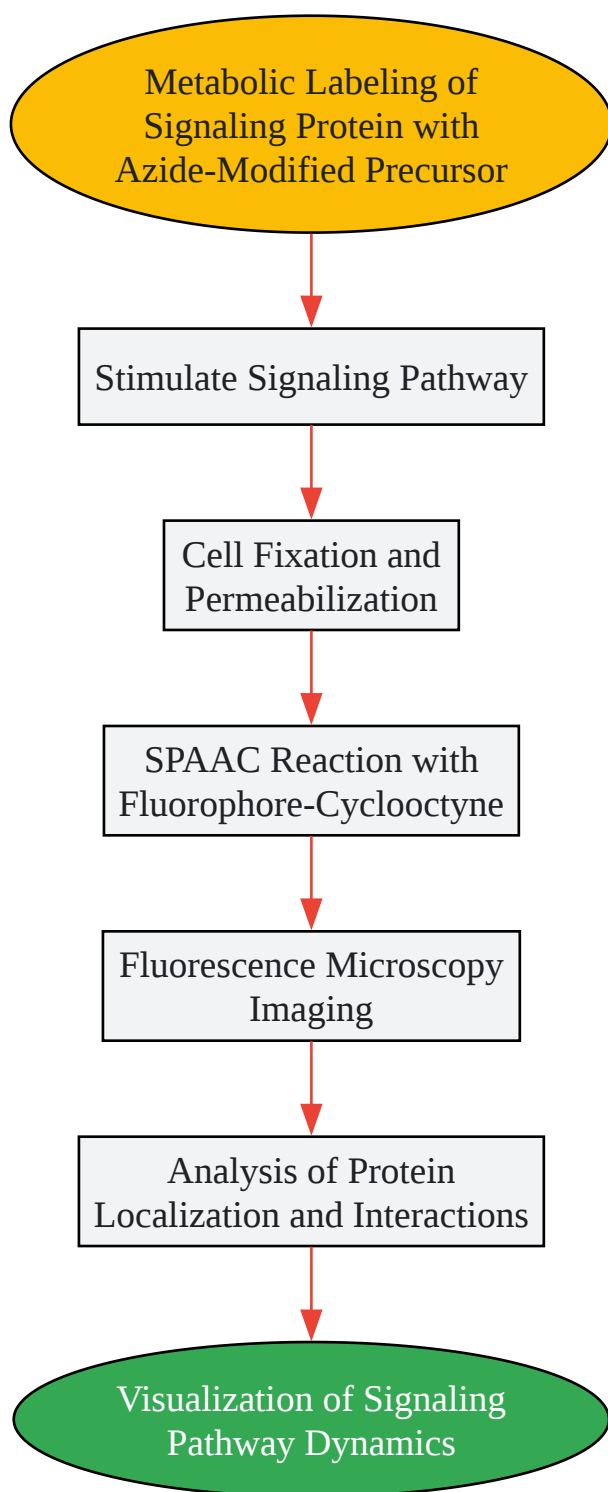 Metabolic Labeling of
Signaling Protein with
Azide-Modified Precursor
Stimulate Signaling Pathway
Cell Fixation and
Permeabilization
SPAAC Reaction with
Fluorophore-Cyclooctyne
Fluorescence Microscopy
Imaging
Analysis of Protein
Localization and Interactions
Visualization of Signaling
Pathway Dynamics